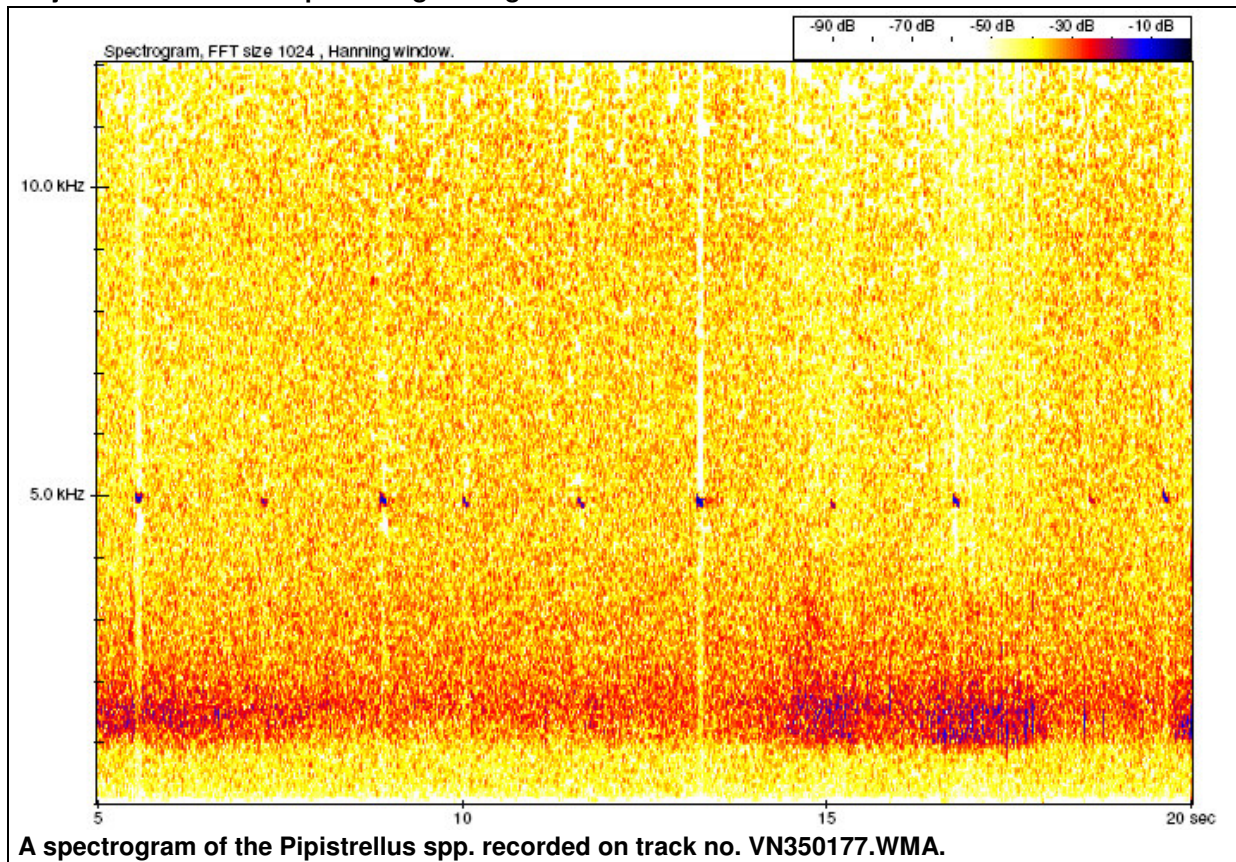 -90 dB -70 dB -50 dB -30 dB -10 dB
Spectrogram, FFT size 1024 , Hanning window.
10.0 kHz
5.0 kHz
5 10 15 20 sec
A spectrogram of the Pipistrellus spp. recorded on track no. VN350177.WMA.